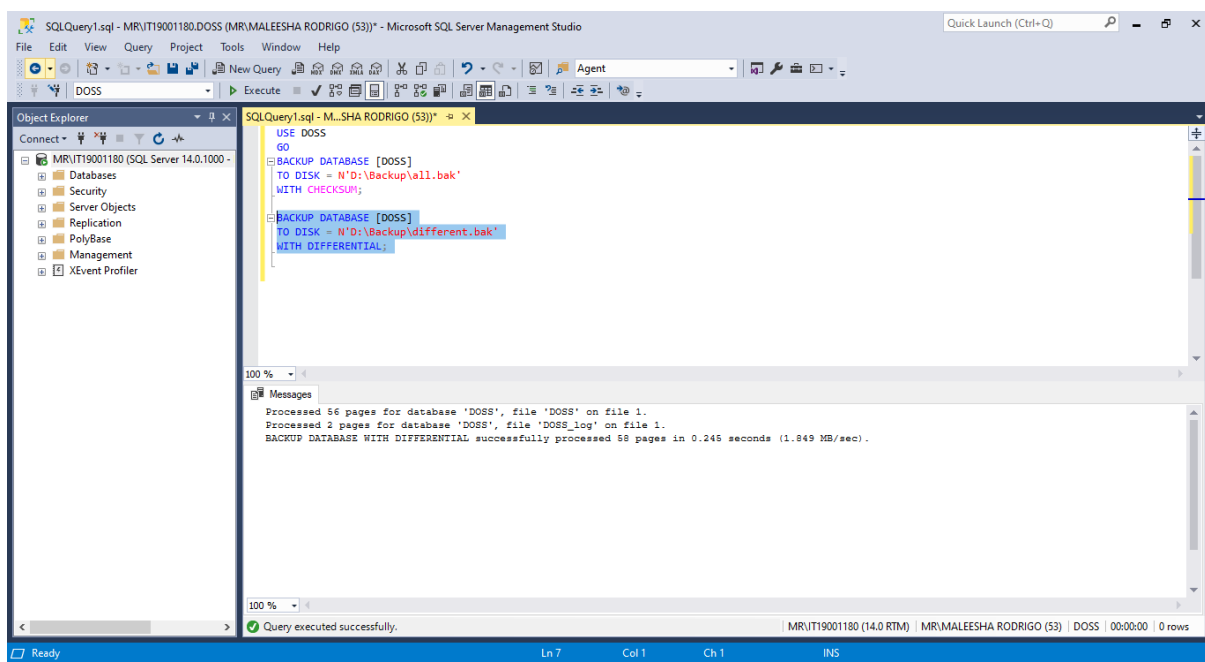 SQLQuery1.sql - MR\IT19001180.DOSS (MR\MALEESHA RODRIGO (53))* - Microsoft SQL Server Management Studio
Quick Launch (Ctrl+Q)
File Edit View Query Project Tools Window Help
New Query
MDX DMX XMLA DAX
Agent
DOSS
Execute
Object Explorer
Connect
MR\IT19001180 (SQL Server 14.0.1000 -
Databases
Security
Server Objects
Replication
PolyBase
Management
XEvent Profiler
SQLQuery1.sql - M...SHA RODRIGO (53))*
USE DOSS
GO
BACKUP DATABASE [DOSS]
TO DISK = N'D:\Backup\all.bak'
WITH CHECKSUM;
BACKUP DATABASE [DOSS]
TO DISK = N'D:\Backup\different.bak'
WITH DIFFERENTIAL;
100 %
Messages
Processed 56 pages for database 'DOSS', file 'DOSS' on file 1.
Processed 2 pages for database 'DOSS', file 'DOSS_log' on file 1.
BACKUP DATABASE WITH DIFFERENTIAL successfully processed 58 pages in 0.245 seconds (1.849 MB/sec).
100 %
Query executed successfully.
MR\IT19001180 (14.0 RTM) MR\MALEESHA RODRIGO (53) DOSS 00:00:00 0 rows
Ready Ln 7 Col 1 Ch 1 INS